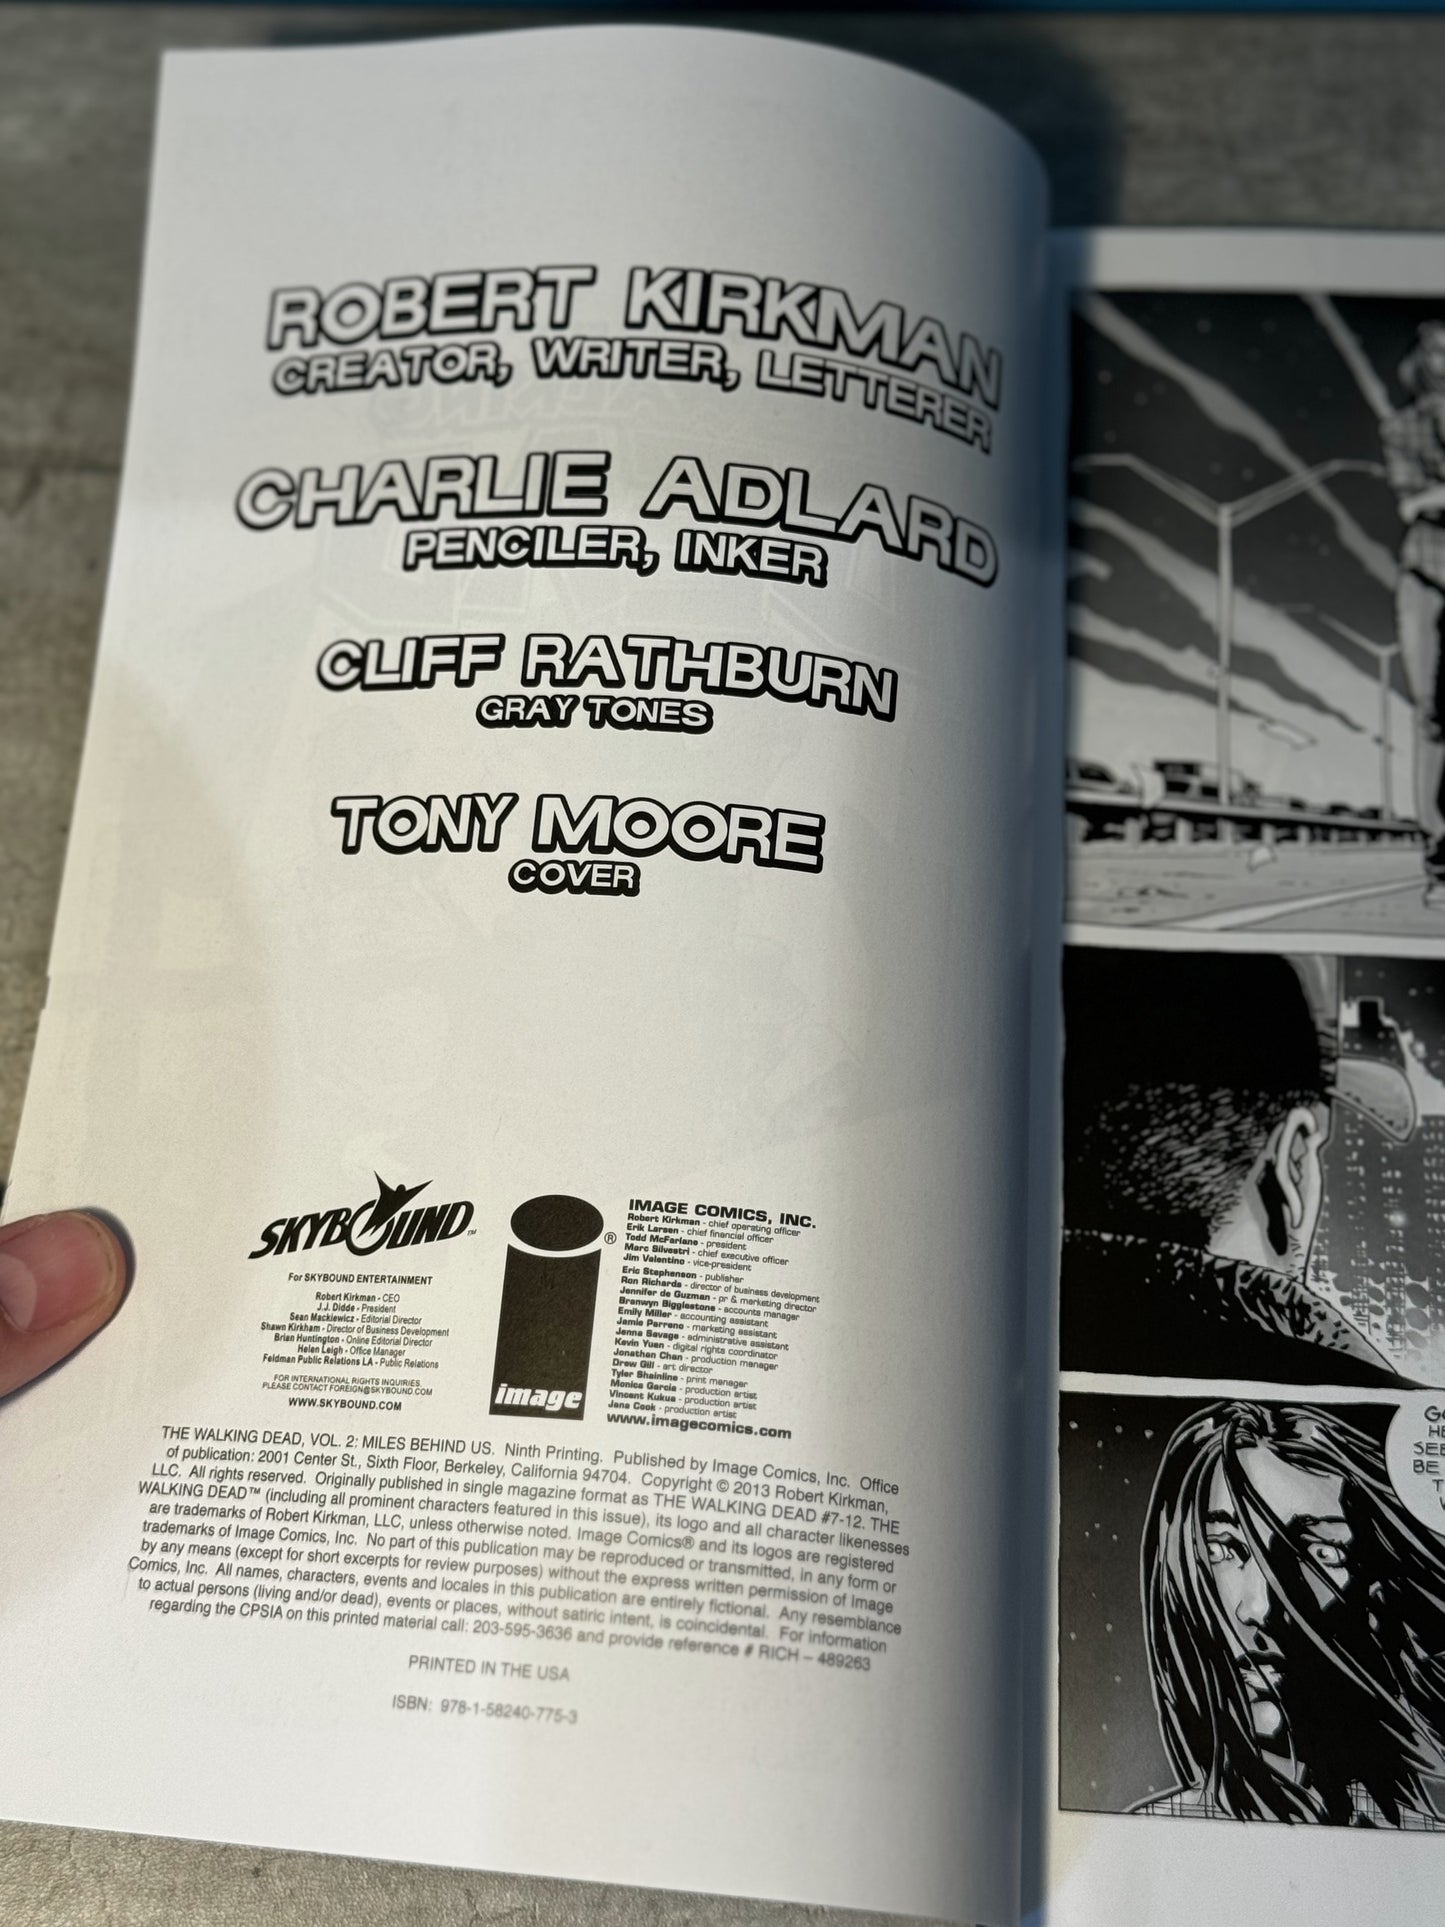 ROBERT KIRKMAN
CREATOR, WRITER, LETTERER
CHARLIE ADLARD
PENCILER, INKER
CLIFF RATHBURN
GRAY TONES
TONY MOORE
COVER
SKYBOUND™
For SKYBOUND ENTERTAINMENT
Robert Kirkman - CEO
J.J. Didde - President
Sean Mackiewicz - Editorial Director
Shawn Kirkham - Director of Business Development
Brian Huntington - Online Editorial Director
Helen Leigh - Office Manager
Feldman Public Relations LA - Public Relations
FOR INTERNATIONAL RIGHTS INQUIRIES,
PLEASE CONTACT FOREIGN@SKYBOUND.COM
WWW.SKYBOUND.COM
image ®
IMAGE COMICS, INC.
Robert Kirkman - chief operating officer
Erik Larsen - chief financial officer
Todd McFarlane - president
Marc Silvestri - chief executive officer
Jim Valentino - vice-president
Eric Stephenson - publisher
Ron Richards - director of business development
Jennifer de Guzman - pr & marketing director
Branwyn Bigglestone - accounts manager
Emily Miller - accounting assistant
Jamie Parreno - marketing assistant
Jenna Savage - administrative assistant
Kevin Yuen - digital rights coordinator
Jonathan Chan - production manager
Drew Gill - art director
Tyler Shainline - print manager
Monica Garcia - production artist
Vincent Kukua - production artist
Jana Cook - production artist
www.imagecomics.com
THE WALKING DEAD, VOL. 2: MILES BEHIND US. Ninth Printing. Published by Image Comics, Inc. Office
of publication: 2001 Center St., Sixth Floor, Berkeley, California 94704. Copyright © 2013 Robert Kirkman,
LLC. All rights reserved. Originally published in single magazine format as THE WALKING DEAD #7-12. THE
WALKING DEAD™ (including all prominent characters featured in this issue), its logo and all character likenesses
are trademarks of Robert Kirkman, LLC, unless otherwise noted. Image Comics® and its logos are registered
trademarks of Image Comics, Inc. No part of this publication may be reproduced or transmitted, in any form or
by any means (except for short excerpts for review purposes) without the express written permission of Image
Comics, Inc. All names, characters, events and locales in this publication are entirely fictional. Any resemblance
to actual persons (living and/or dead), events or places, without satiric intent, is coincidental. For information
regarding the CPSIA on this printed material call: 203-595-3636 and provide reference # RICH – 489263
PRINTED IN THE USA
ISBN: 978-1-58240-775-3
BE